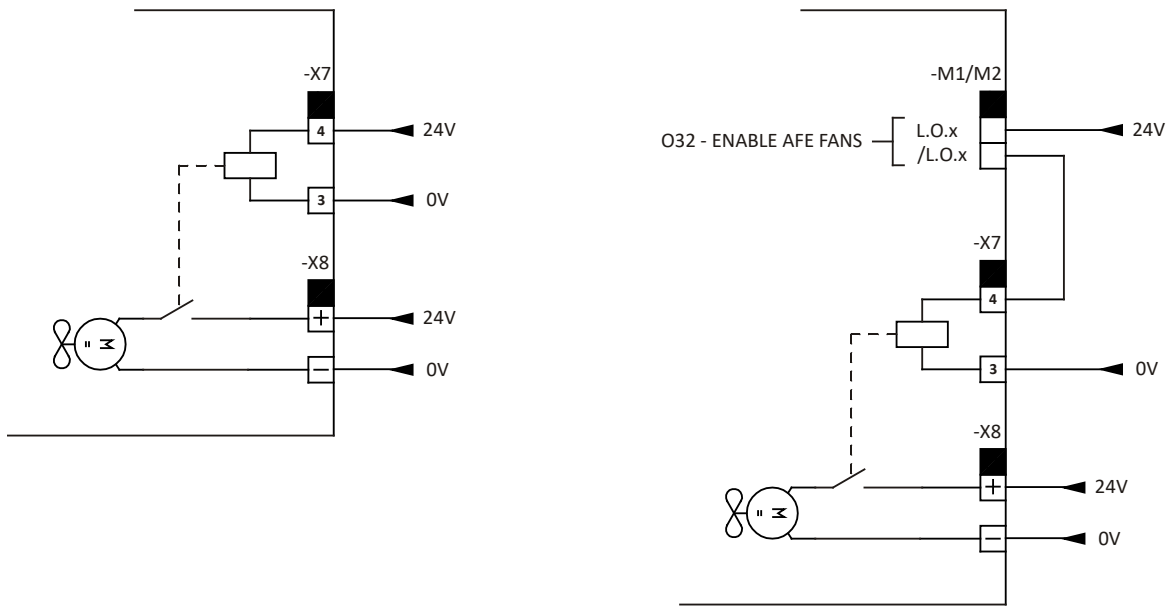 -X7
4
24V
3
0V
-X8
+
24V
M
=
−
0V
-M1/M2
O32 - ENABLE AFE FANS
L.O.x
/L.O.x
24V
-X7
4
3
0V
-X8
+
24V
M
=
−
0V